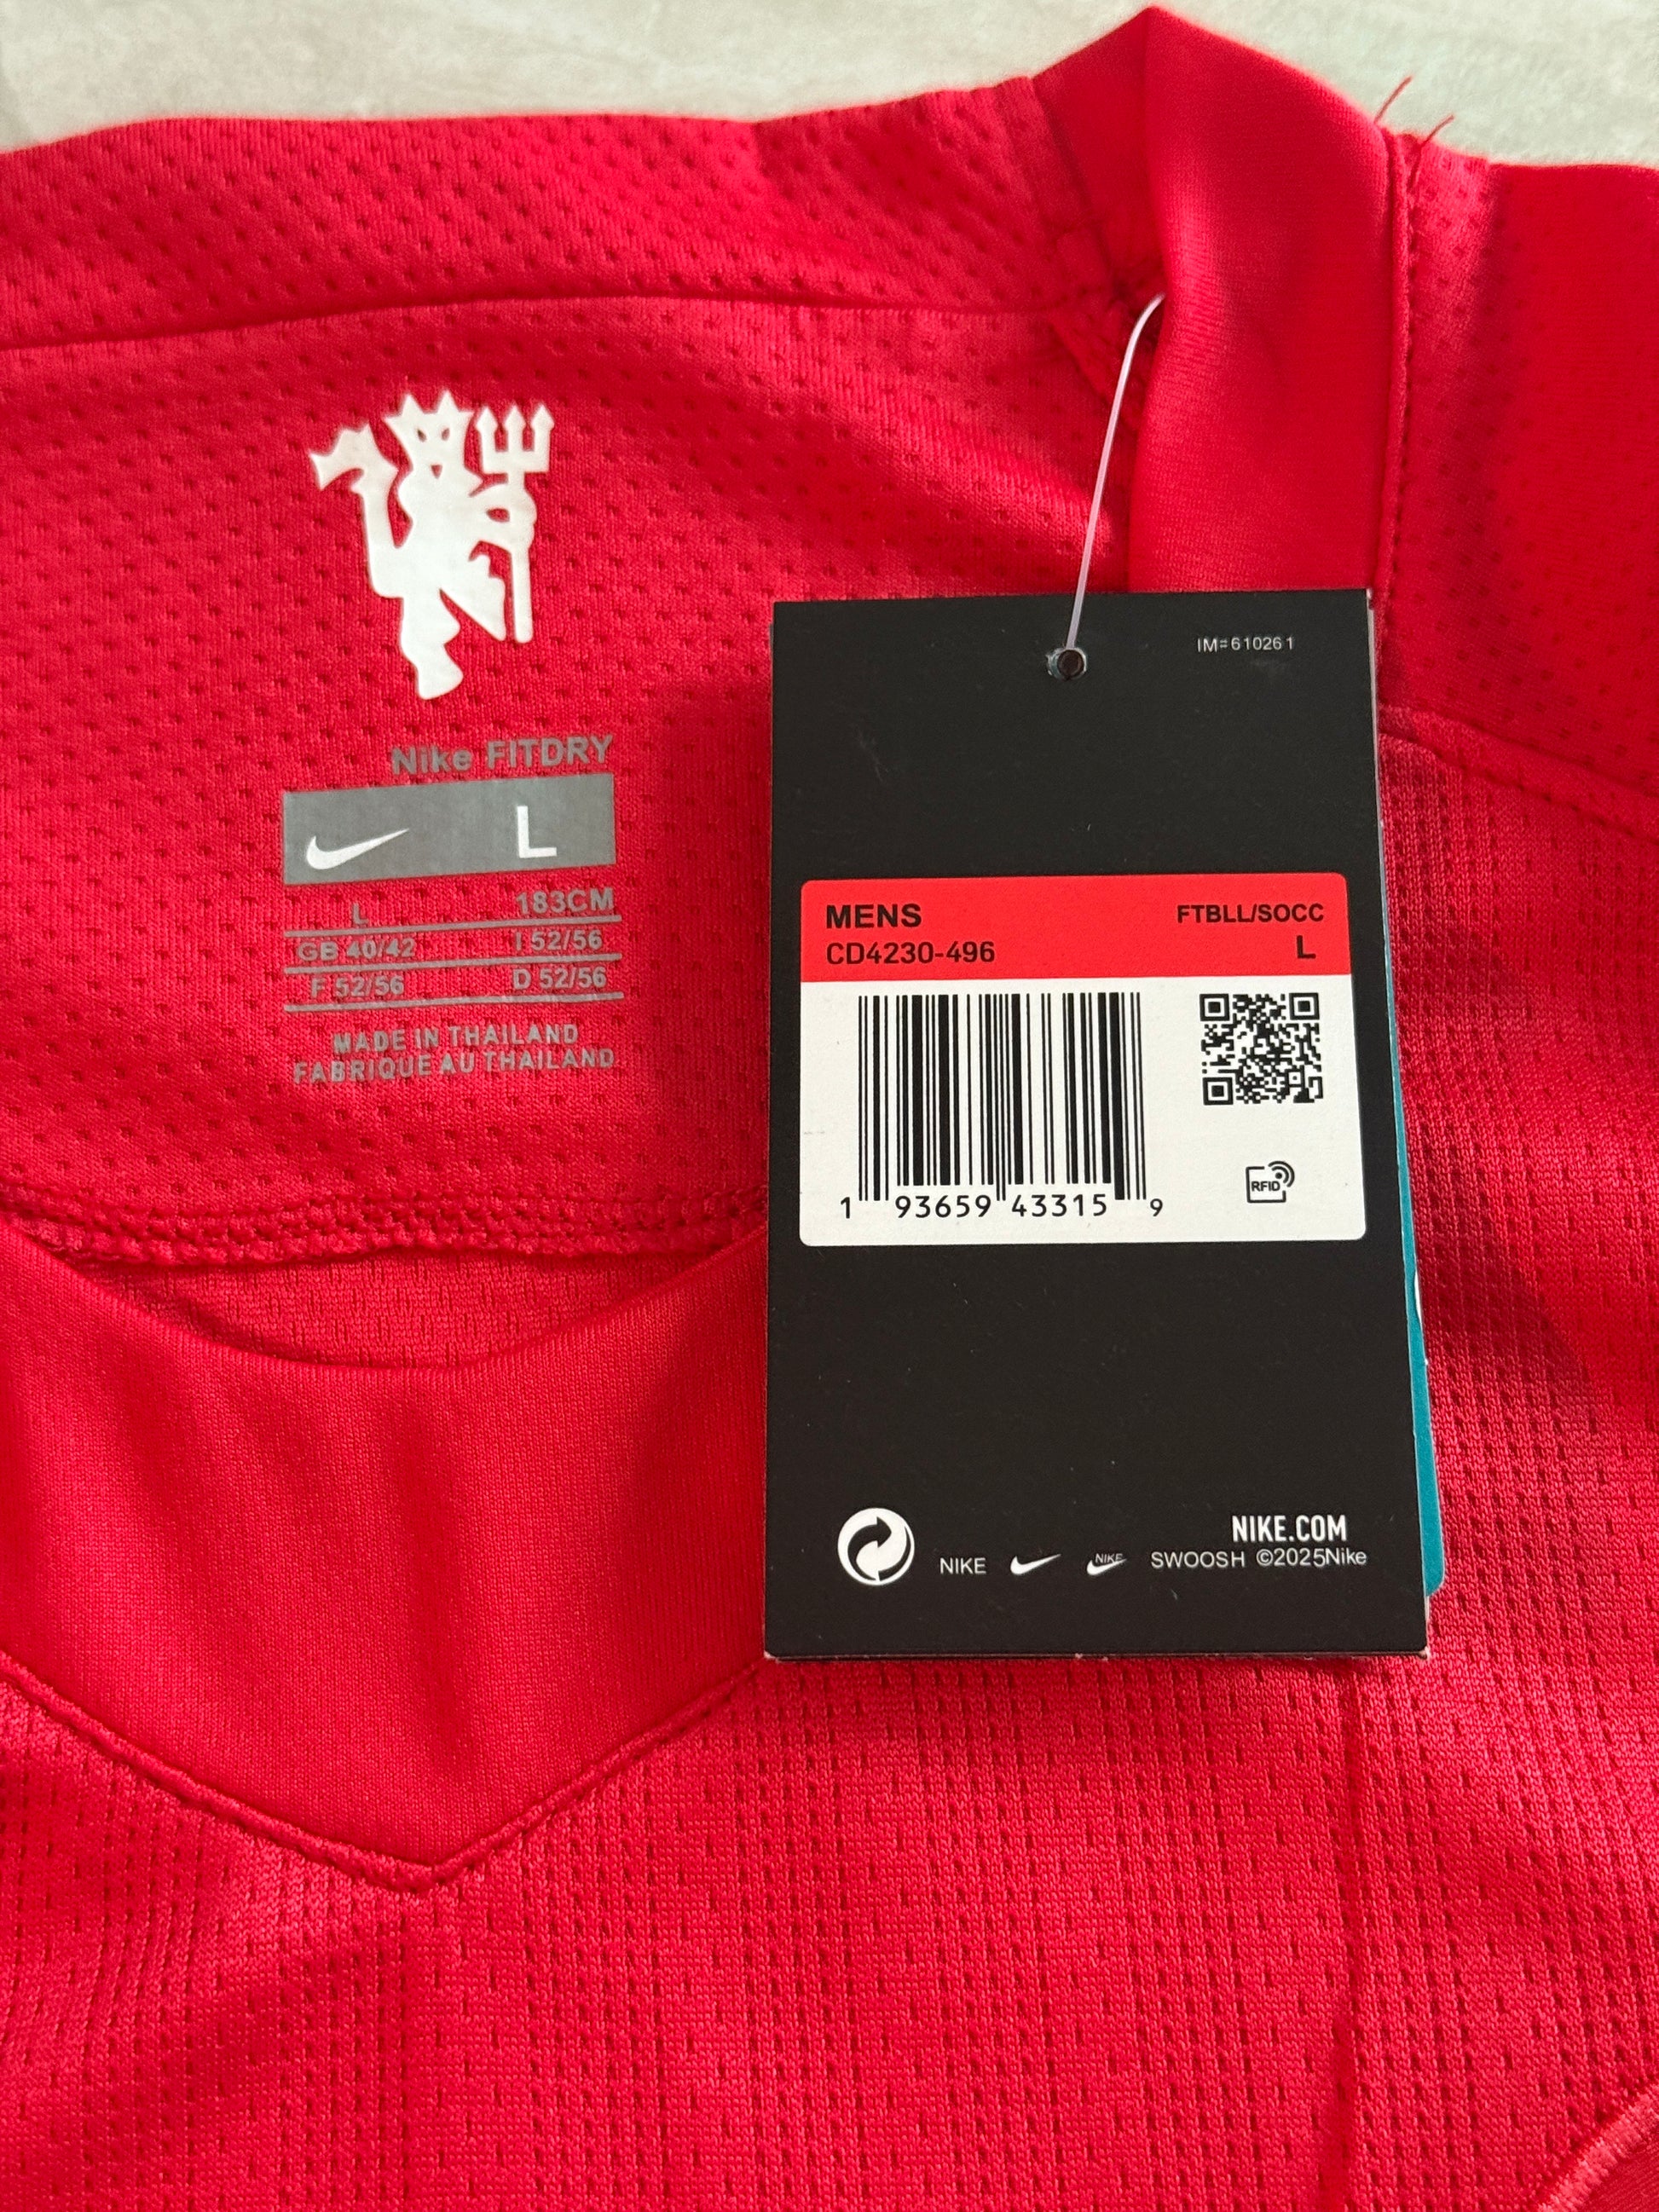 Nike FITDRY
L
L 183CM
GB 40/42 I 52/56
F 52/56 D 52/56
MADE IN THAILAND
FABRIQUE AU THAILAND
IM=610261
MENS FTBLL/SOCC
CD4230-496 L
1 93659 43315 9
RFID
NIKE.COM
NIKE NIKE SWOOSH ©2025Nike